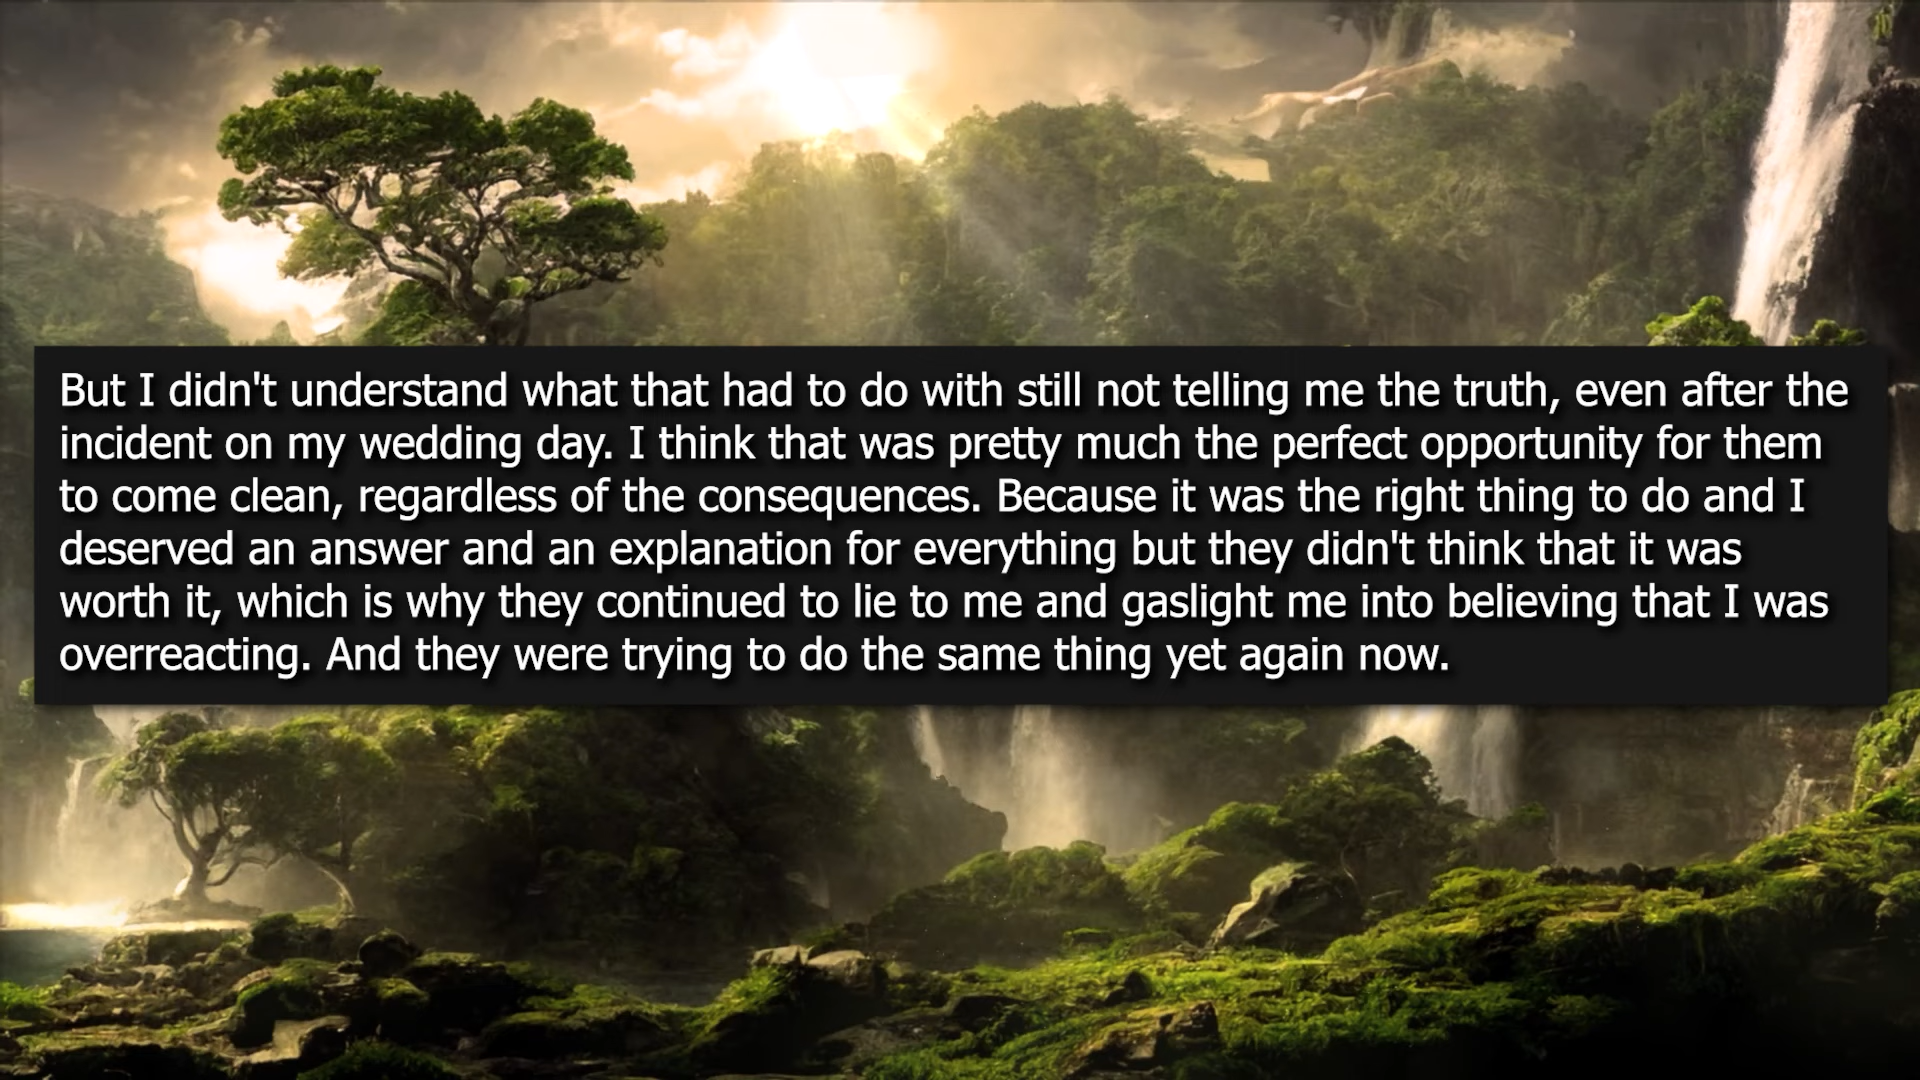 But I didn't understand what that had to do with still not telling me the truth, even after the
incident on my wedding day. I think that was pretty much the perfect opportunity for them
to come clean, regardless of the consequences. Because it was the right thing to do and I
deserved an answer and an explanation for everything but they didn't think that it was
worth it, which is why they continued to lie to me and gaslight me into believing that I was
overreacting. And they were trying to do the same thing yet again now.